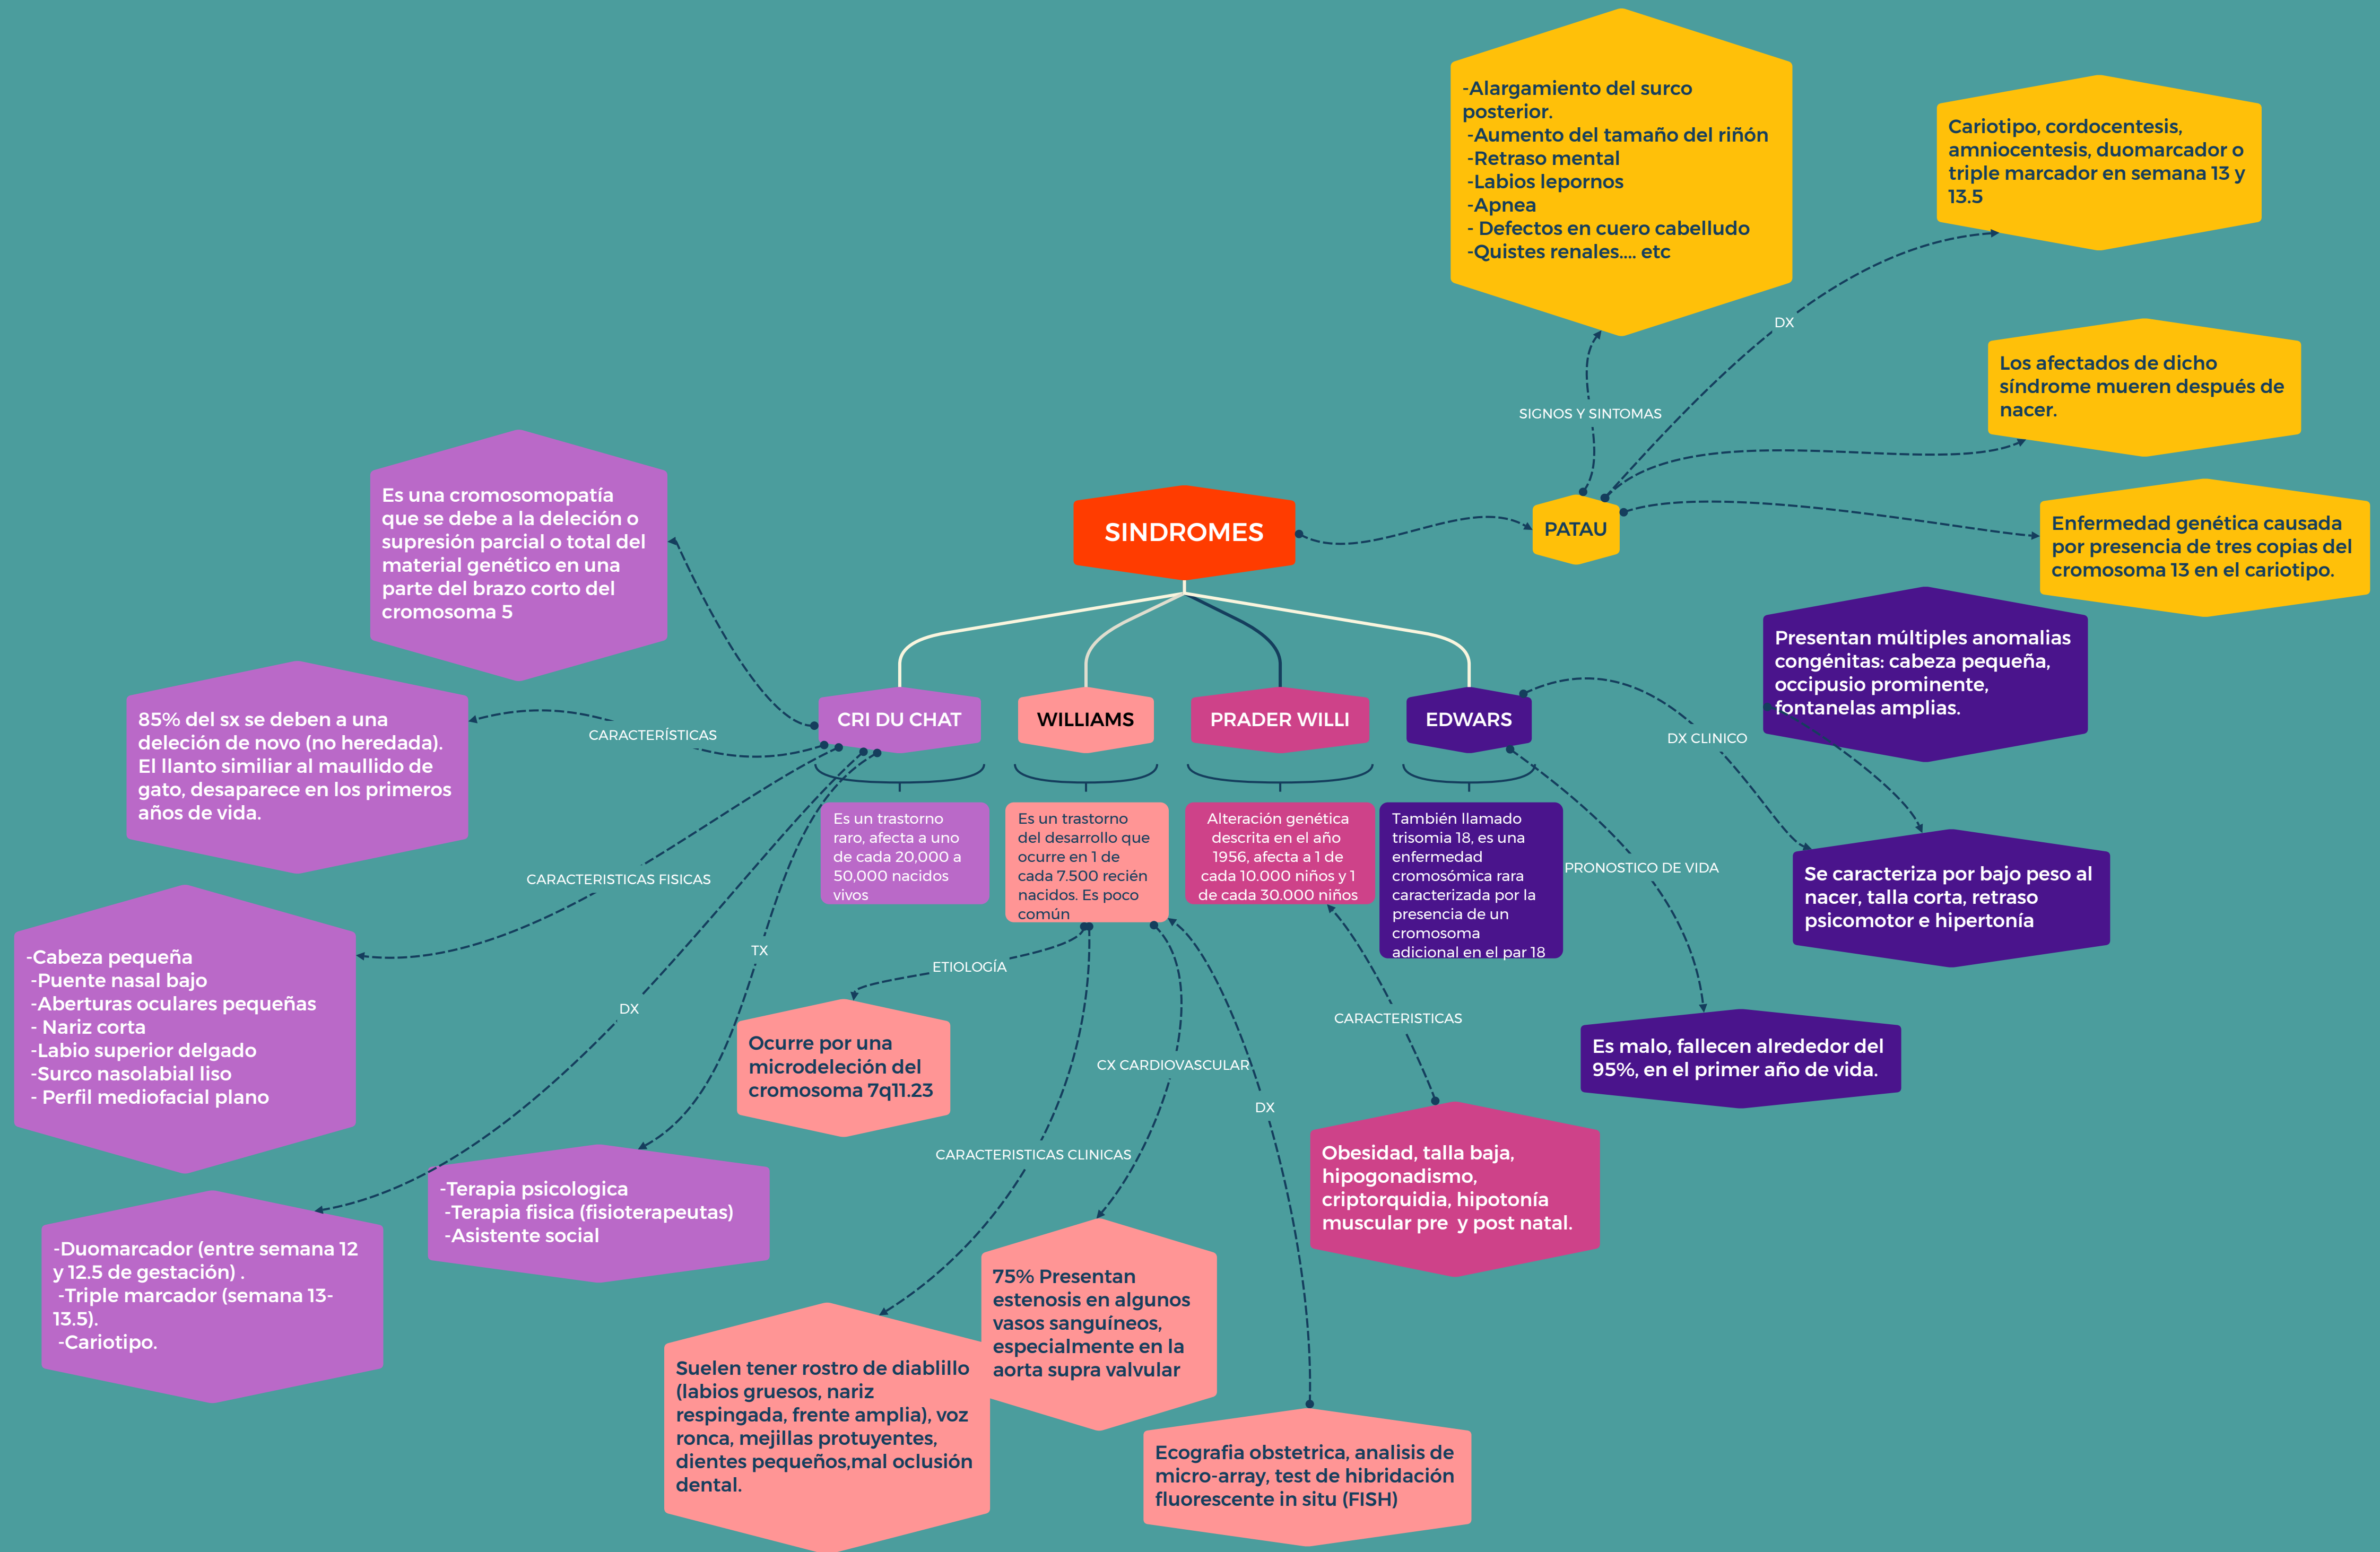 -Alargamiento del surco
posterior.
-Aumento del tamaño del riñón
-Retraso mental
-Labios lepornos
-Apnea
- Defectos en cuero cabelludo
-Quistes renales.... etc
Cariotipo, cordocentesis,
amniocentesis, duomarcador o
triple marcador en semana 13 y
13.5
DX
Los afectados de dicho
síndrome mueren después de
nacer.
SIGNOS Y SINTOMAS
Es una cromosomopatía
que se debe a la deleción o
supresión parcial o total del
material genético en una
parte del brazo corto del
cromosoma 5
SINDROMES
PATAU
Enfermedad genética causada
por presencia de tres copias del
cromosoma 13 en el cariotipo.
Presentan múltiples anomalias
congénitas: cabeza pequeña,
occipusio prominente,
fontanelas amplias.
85% del sx se deben a una
deleción de novo (no heredada).
El llanto similiar al maullido de
gato, desaparece en los primeros
años de vida.
CARACTERÍSTICAS
CRI DU CHAT
WILLIAMS
PRADER WILLI
EDWARS
DX CLINICO
Es un trastorno
raro, afecta a uno
de cada 20,000 a
50,000 nacidos
vivos
Es un trastorno
del desarrollo que
ocurre en 1 de
cada 7.500 recién
nacidos. Es poco
común
Alteración genética
descrita en el año
1956, afecta a 1 de
cada 10.000 niños y 1
de cada 30.000 niños
También llamado
trisomia 18, es una
enfermedad
cromosómica rara
caracterizada por la
presencia de un
cromosoma
adicional en el par 18
PRONOSTICO DE VIDA
Se caracteriza por bajo peso al
nacer, talla corta, retraso
psicomotor e hipertonía
CARACTERISTICAS FISICAS
-Cabeza pequeña
-Puente nasal bajo
-Aberturas oculares pequeñas
- Nariz corta
-Labio superior delgado
-Surco nasolabial liso
- Perfil mediofacial plano
TX
DX
ETIOLOGÍA
Ocurre por una
microdeleción del
cromosoma 7q11.23
CARACTERISTICAS
CX CARDIOVASCULAR
DX
Es malo, fallecen alrededor del
95%, en el primer año de vida.
CARACTERISTICAS CLINICAS
Obesidad, talla baja,
hipogonadismo,
criptorquidia, hipotonía
muscular pre  y post natal.
-Terapia psicologica
-Terapia fisica (fisioterapeutas)
-Asistente social
-Duomarcador (entre semana 12
y 12.5 de gestación) .
-Triple marcador (semana 13-
13.5).
-Cariotipo.
75% Presentan
estenosis en algunos
vasos sanguíneos,
especialmente en la
aorta supra valvular
Suelen tener rostro de diablillo
(labios gruesos, nariz
respingada, frente amplia), voz
ronca, mejillas protuyentes,
dientes pequeños,mal oclusión
dental.
Ecografia obstetrica, analisis de
micro-array, test de hibridación
fluorescente in situ (FISH)